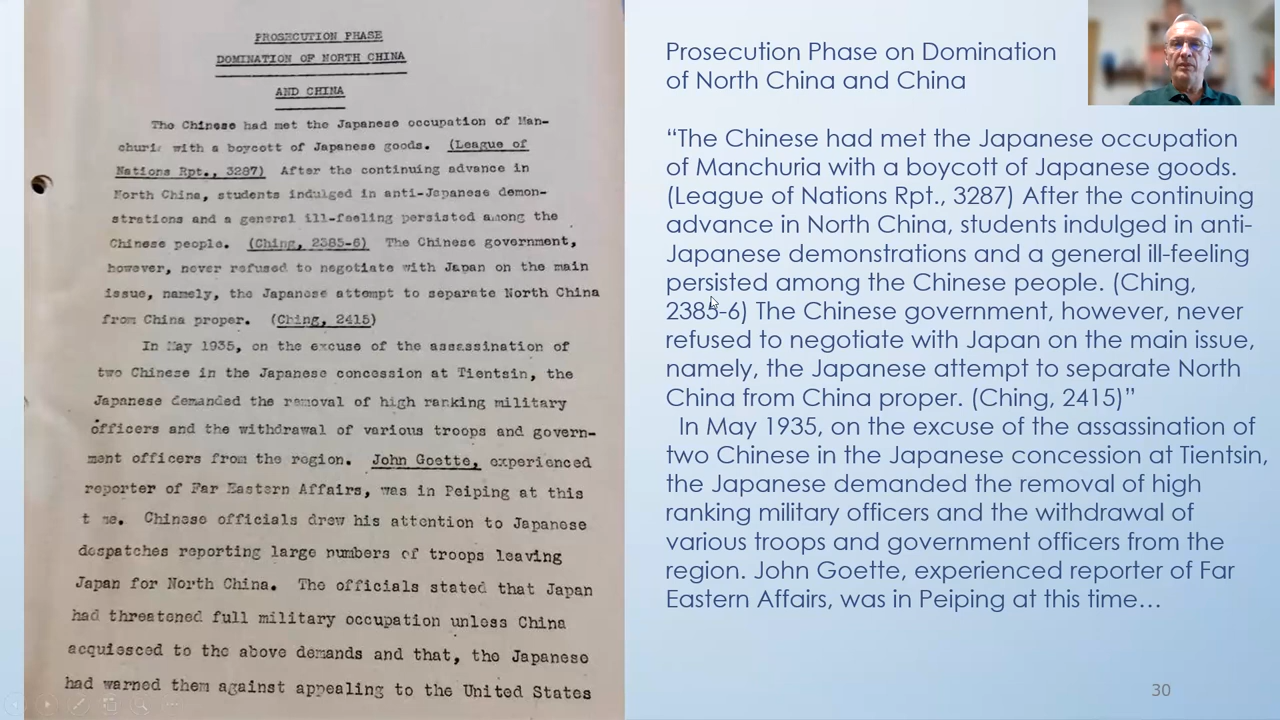 PROSECUTION PHASE
DOMINATION OF NORTH CHINA
AND CHINA
The Chinese had met the Japanese occupation of Man-
churia with a boycott of Japanese goods. (League of
Nations Rpt., 3287) After the continuing advance in
North China, students indulged in anti-Japanese demon-
strations and a general ill-feeling persisted among the
Chinese people. (Ching, 2385-6) The Chinese government,
however, never refused to negotiate with Japan on the main
issue, namely, the Japanese attempt to separate North China
from China proper. (Ching, 2415)
In May 1935, on the excuse of the assassination of
two Chinese in the Japanese concession at Tientsin, the
Japanese demanded the removal of high ranking military
officers and the withdrawal of various troops and govern-
ment officers from the region. John Goette, experienced
reporter of Far Eastern Affairs, was in Peiping at this
t me. Chinese officials drew his attention to Japanese
despatches reporting large numbers of troops leaving
Japan for North China. The officials stated that Japan
had threatened full military occupation unless China
acquiesced to the above demands and that, the Japanese
had warned them against appealing to the United States
Prosecution Phase on Domination
of North China and China
“The Chinese had met the Japanese occupation
of Manchuria with a boycott of Japanese goods.
(League of Nations Rpt., 3287) After the continuing
advance in North China, students indulged in anti-
Japanese demonstrations and a general ill-feeling
persisted among the Chinese people. (Ching,
2385-6) The Chinese government, however, never
refused to negotiate with Japan on the main issue,
namely, the Japanese attempt to separate North
China from China proper. (Ching, 2415)”
In May 1935, on the excuse of the assassination of
two Chinese in the Japanese concession at Tientsin,
the Japanese demanded the removal of high
ranking military officers and the withdrawal of
various troops and government officers from the
region. John Goette, experienced reporter of Far
Eastern Affairs, was in Peiping at this time…
30